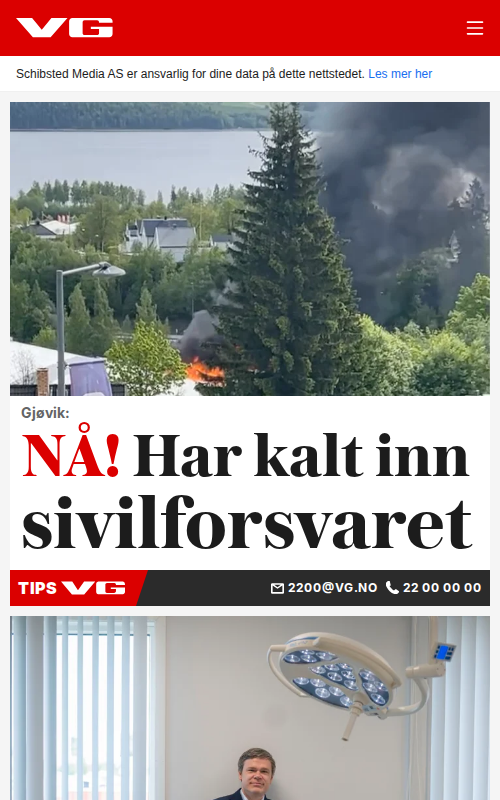 VG
Schibsted Media AS er ansvarlig for dine data på dette nettstedet. Les mer her
Gjøvik:
NÅ! Har kalt inn
sivilforsvaret
TIPS VG 2200@VG.NO 22 00 00 00